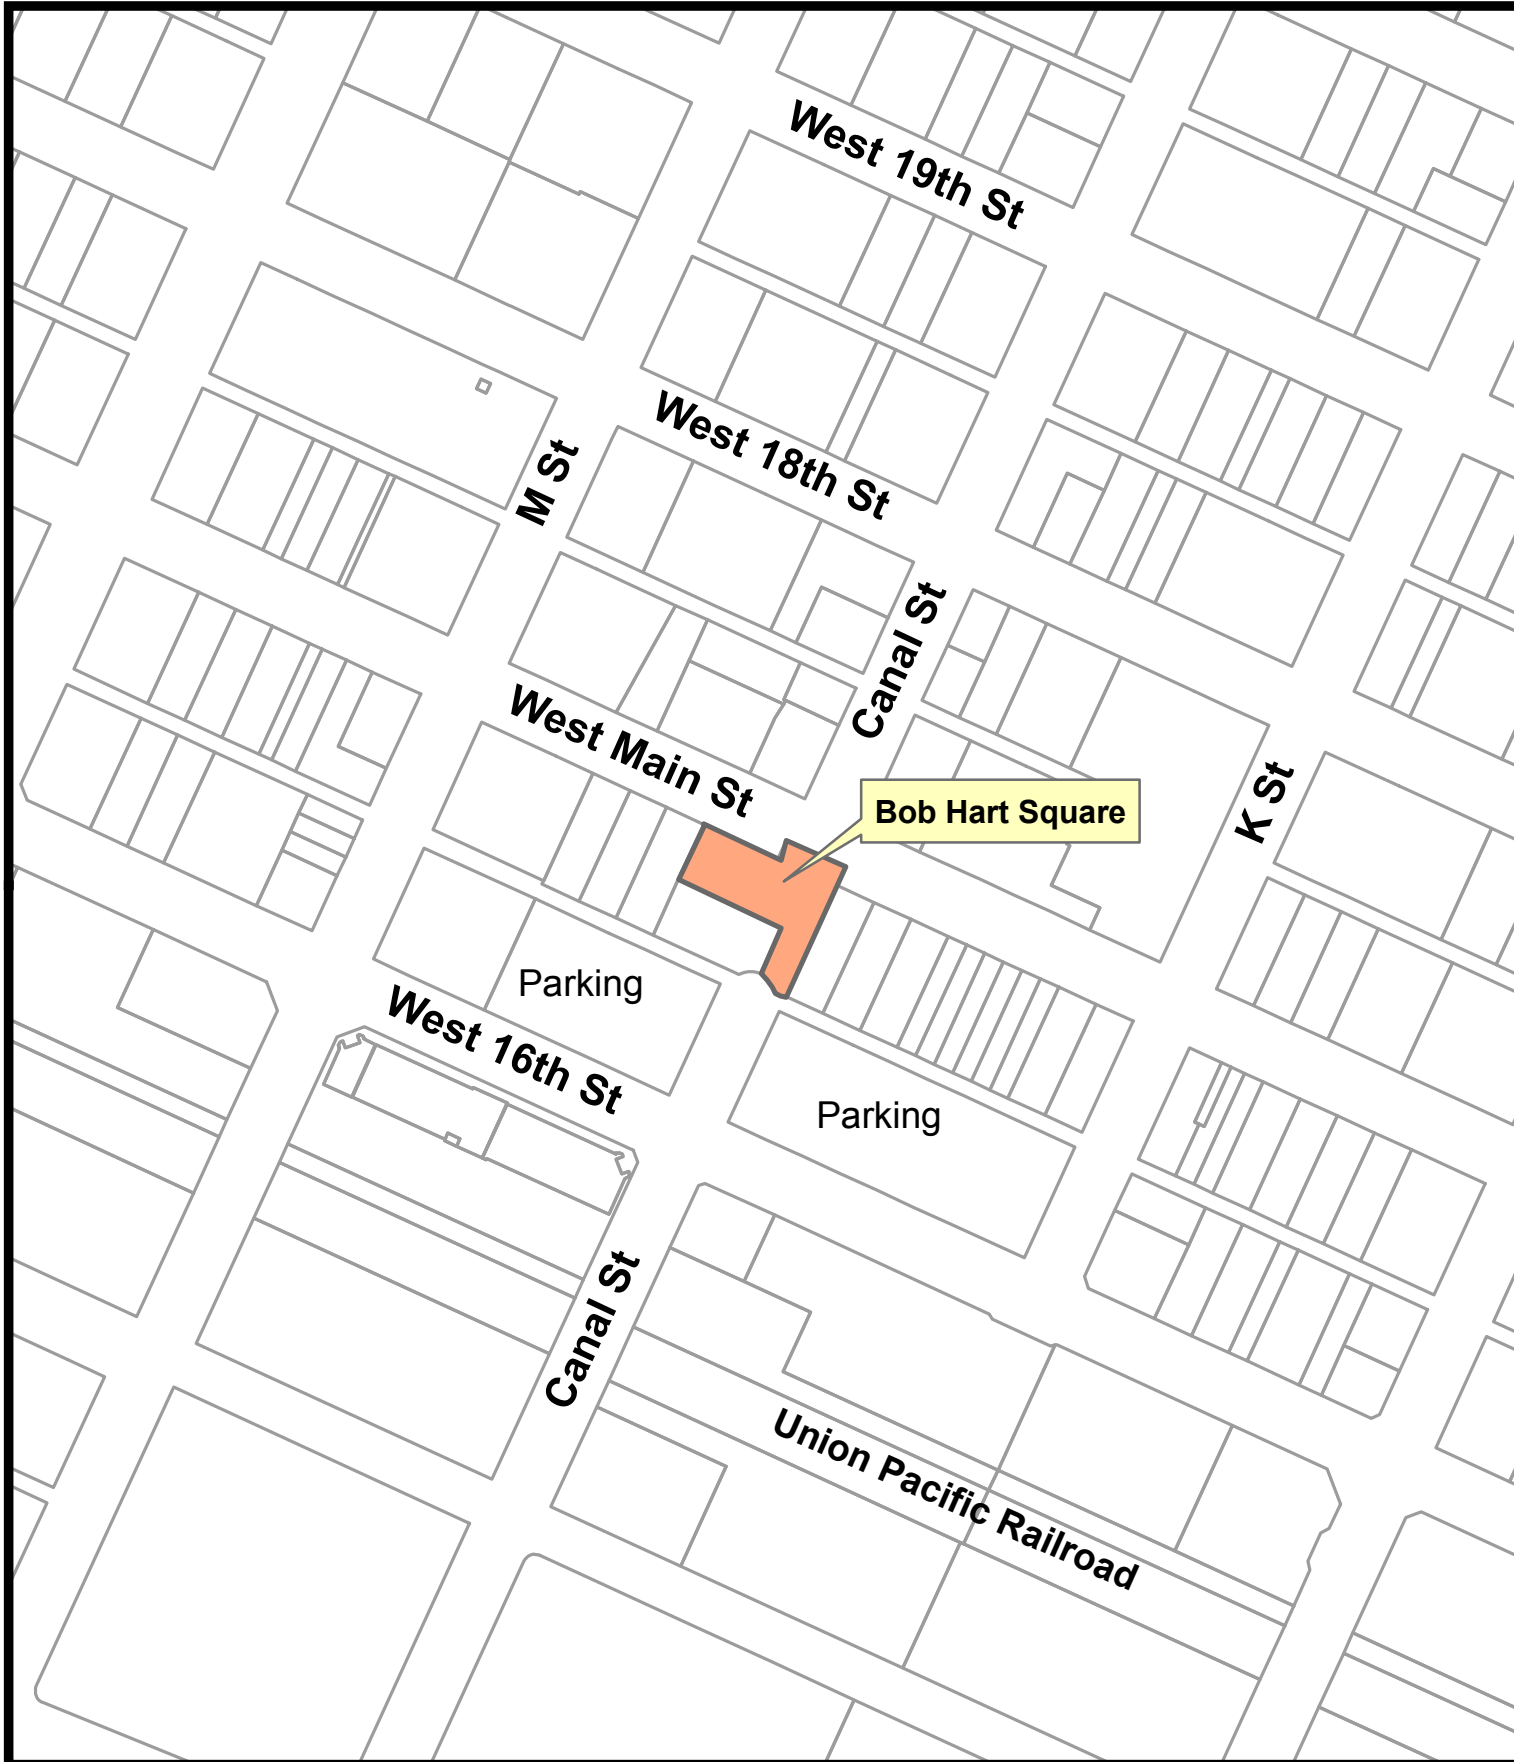 West 19th St
West 18th St
M St
Canal St
West Main St
K St
Bob Hart Square
Parking
West 16th St
Parking
Canal St
Union Pacific Railroad